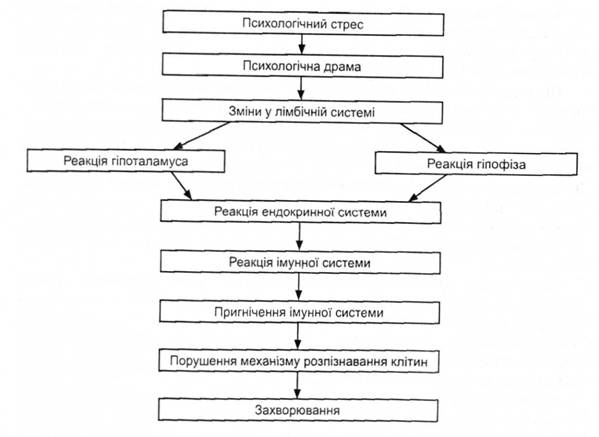 Психологічний стрес
Психологічна драма
Зміни у лімбічній системі
Реакція гіпоталамуса
Реакція гіпофіза
Реакція ендокринної системи
Реакція імунної системи
Пригнічення імунної системи
Порушення механізму розпізнавання клітин
Захворювання